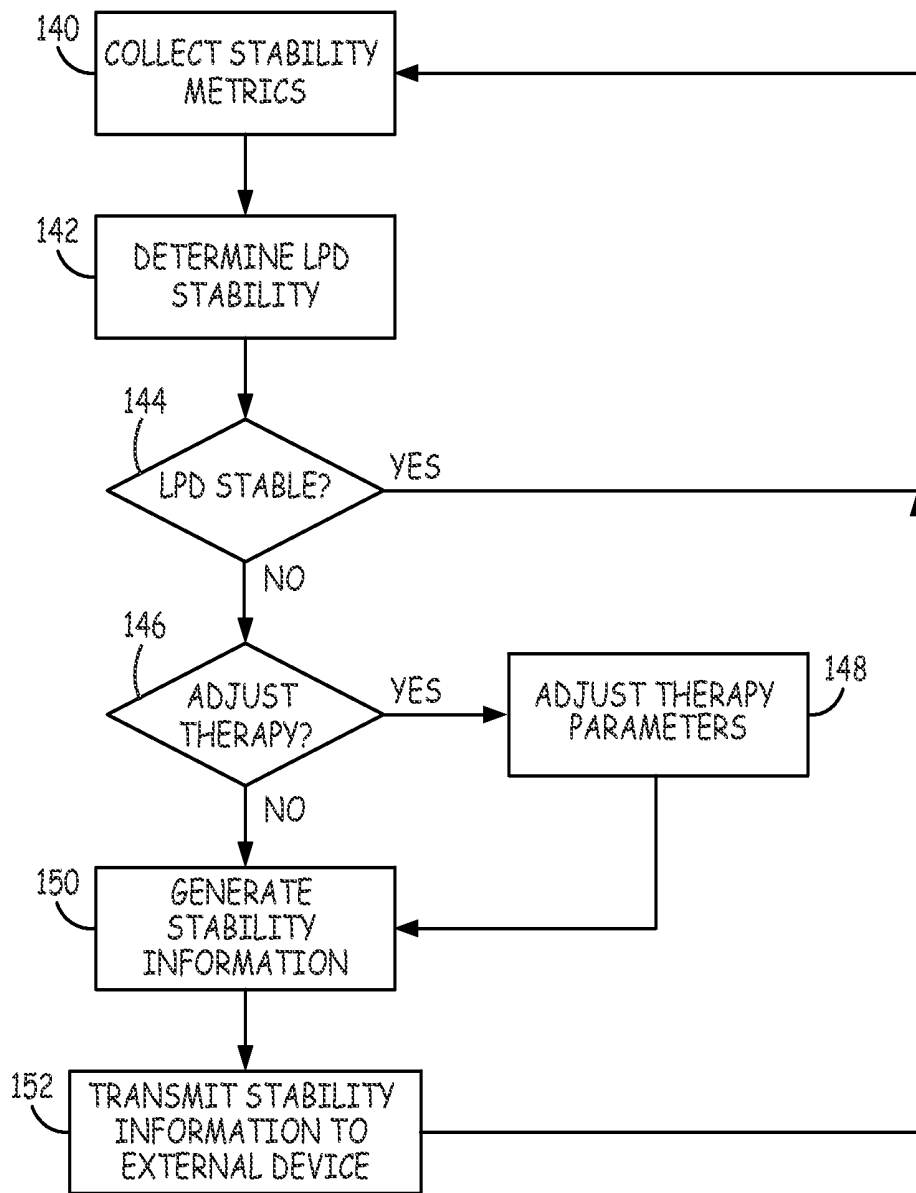 140
COLLECT STABILITY
METRICS
142
DETERMINE LPD
STABILITY
144
LPD STABLE?
YES
NO
146
ADJUST
THERAPY?
YES
ADJUST THERAPY
PARAMETERS
148
NO
150
GENERATE
STABILITY
INFORMATION
152
TRANSMIT STABILITY
INFORMATION TO
EXTERNAL DEVICE